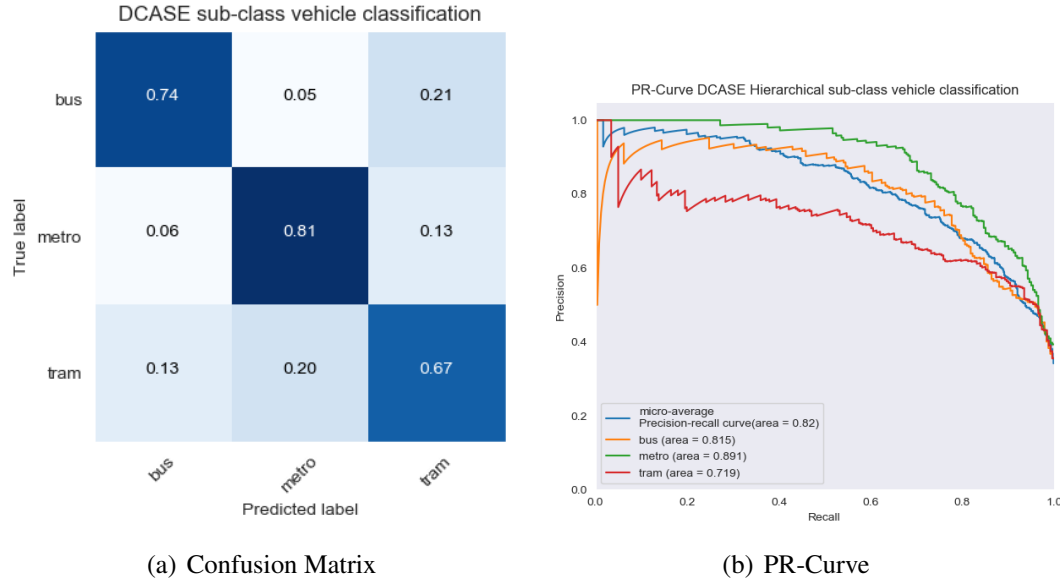 DCASE sub-class vehicle classification
bus
0.74
0.05
0.21
metro
0.06
0.81
0.13
tram
0.13
0.20
0.67
True label
bus
metro
tram
Predicted label
(a) Confusion Matrix
PR-Curve DCASE Hierarchical sub-class vehicle classification
1.0
0.8
0.6
0.4
0.2
0.0
Precision
micro-average
Precision-recall curve(area = 0.82)
bus (area = 0.815)
metro (area = 0.891)
tram (area = 0.719)
0.0
0.2
0.4
0.6
0.8
1.0
Recall
(b) PR-Curve